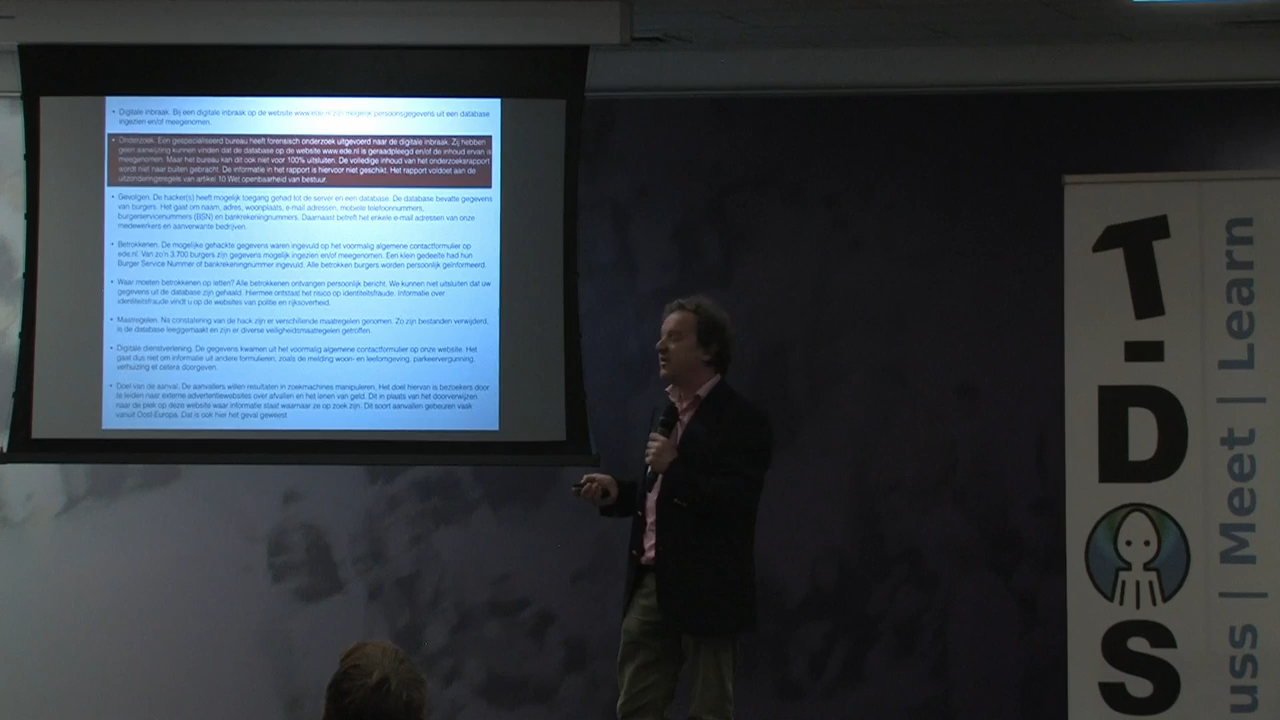 • Digitale inbraak. Bij een digitale inbraak op de website www.ede.nl zijn mogelijk persoonsgegevens uit een database
ingezien en/of meegenomen.
• Onderzoek. Een gespecialiseerd bureau heeft forensisch onderzoek uitgevoerd naar de digitale inbraak. Zij hebben
geen aanwijzing kunnen vinden dat de database op de website www.ede.nl is geraadpleegd en/of de inhoud ervan is
meegenomen. Maar het bureau kan dit ook niet voor 100% uitsluiten. De volledige inhoud van het onderzoeksrapport
wordt niet naar buiten gebracht. De informatie in het rapport is hiervoor niet geschikt. Het rapport voldoet aan de
uitzonderingsregels van artikel 10 Wet openbaarheid van bestuur.
• Gevolgen. De hacker(s) heeft mogelijk toegang gehad tot de server en een database. De database bevatte gegevens
van burgers. Het gaat om naam, adres, woonplaats, e-mail adressen, mobiele telefoonnummers,
burgerservicenummers (BSN) en bankrekeningnummers. Daarnaast betreft het enkele e-mail adressen van onze
medewerkers en aanverwante bedrijven.
• Betrokkenen. De mogelijke gehackte gegevens waren ingevuld op het voormalig algemene contactformulier op
ede.nl. Van zo'n 3.700 burgers zijn gegevens mogelijk ingezien en/of meegenomen. Een klein gedeelte had hun
Burger Service Nummer of bankrekeningnummer ingevuld. Alle betrokken burgers worden persoonlijk geïnformeerd.
• Waar moeten betrokkenen op letten? Alle betrokkenen ontvangen persoonlijk bericht. We kunnen niet uitsluiten dat uw
gegevens uit de database zijn gehaald. Hiermee ontstaat het risico op identiteitsfraude. Informatie over
identiteitsfraude vindt u op de websites van politie en rijksoverheid.
• Maatregelen. Na constatering van de hack zijn er verschillende maatregelen genomen. Zo zijn bestanden verwijderd,
is de database leeggemaakt en zijn er diverse veiligheidsmaatregelen getroffen.
• Digitale dienstverlening. De gegevens kwamen uit het voormalig algemene contactformulier op onze website. Het
gaat dus niet om informatie uit andere formulieren, zoals de melding woon- en leefomgeving, parkeervergunning,
verhuizing et cetera doorgeven.
• Doel van de aanval. De aanvallers willen resultaten in zoekmachines manipuleren. Het doel hiervan is bezoekers door
te leiden naar externe advertentiewebsites over afvallen en het lenen van geld. Dit in plaats van het doorverwijzen
naar de plek op deze website waar informatie staat waarnaar ze op zoek zijn. Dit soort aanvallen gebeuren vaak
vanuit Oost-Europa. Dat is ook hier het geval geweest
T-DOS
uss | Meet | Learn